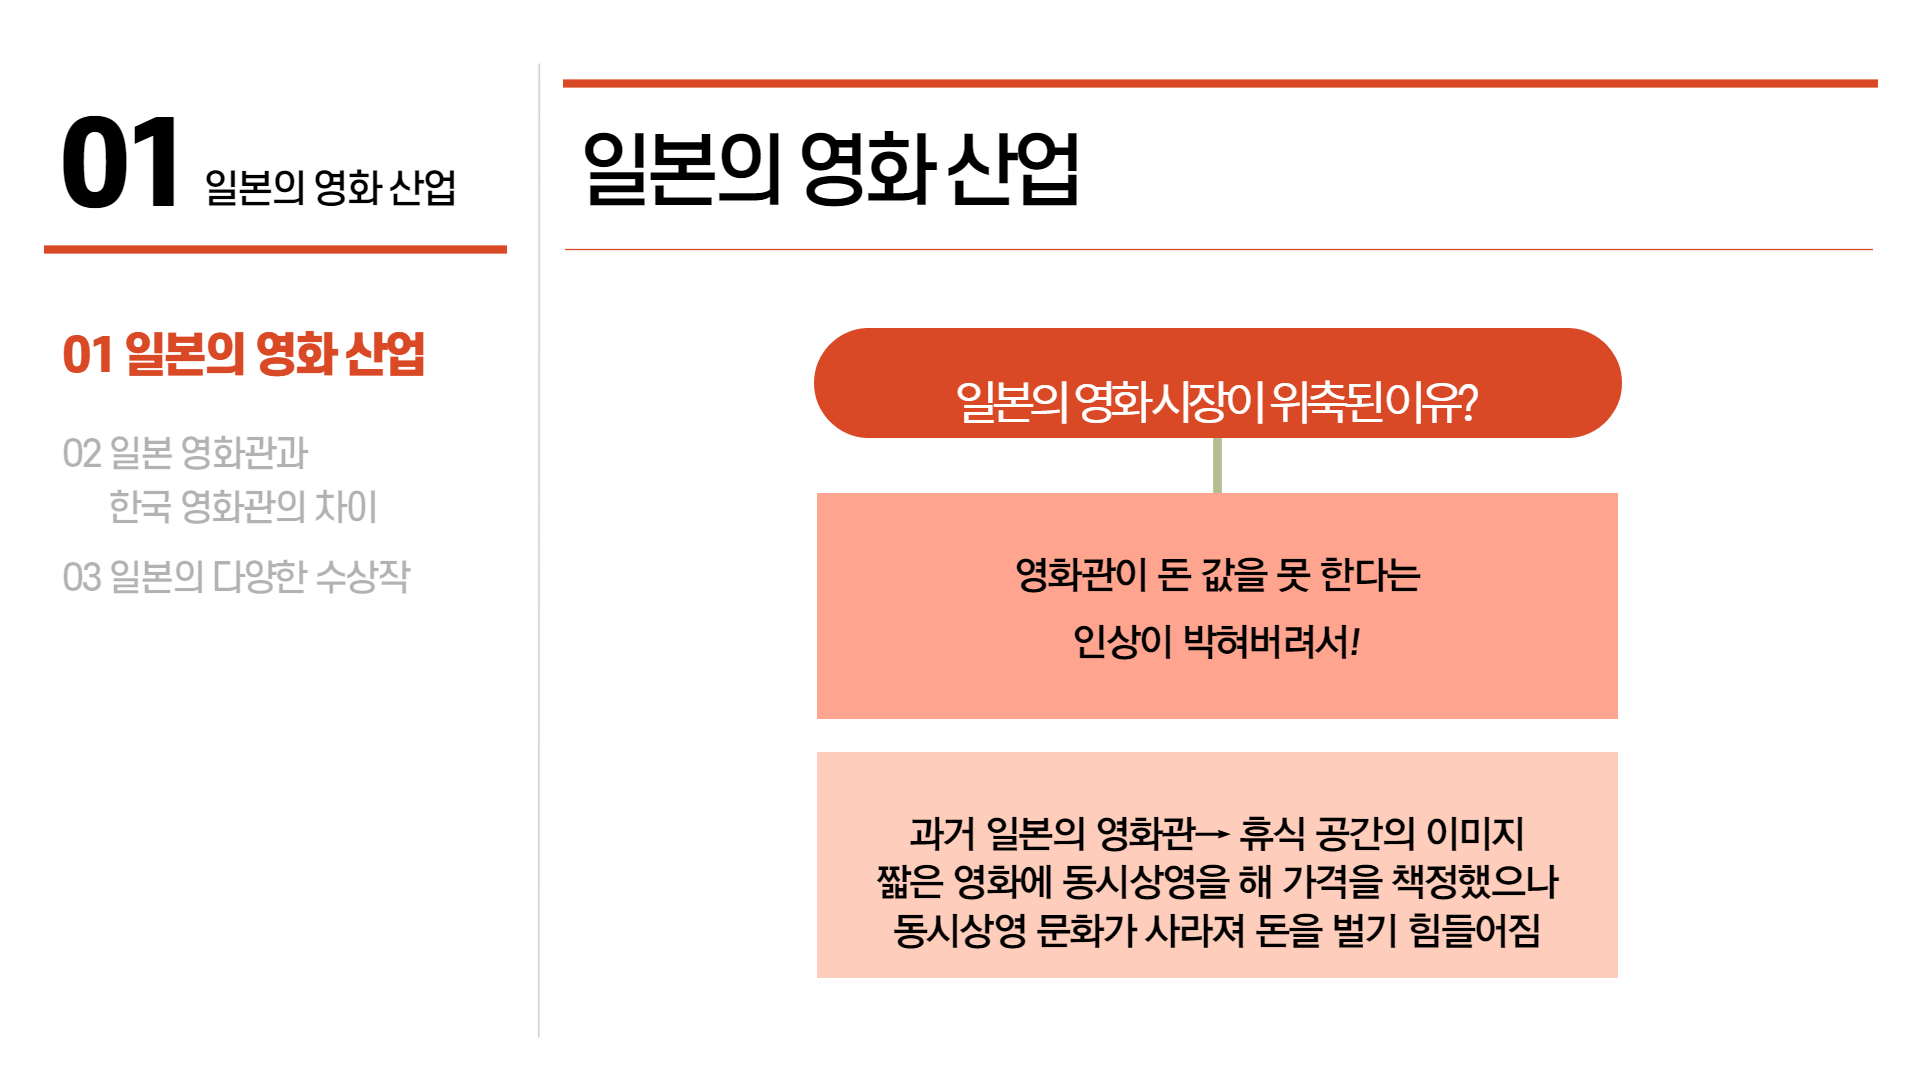 01 일본의 영화 산업
01 일본의 영화 산업
02 일본 영화관과
한국 영화관의 차이
03 일본의 다양한 수상작
일본의 영화 산업
일본의 영화 시장이 위축된 이유?
영화관이 돈 값을 못 한다는
인상이 박혀버려서!
과거 일본의 영화관→ 휴식 공간의 이미지
짧은 영화에 동시상영을 해 가격을 책정했으나
동시상영 문화가 사라져 돈을 벌기 힘들어짐